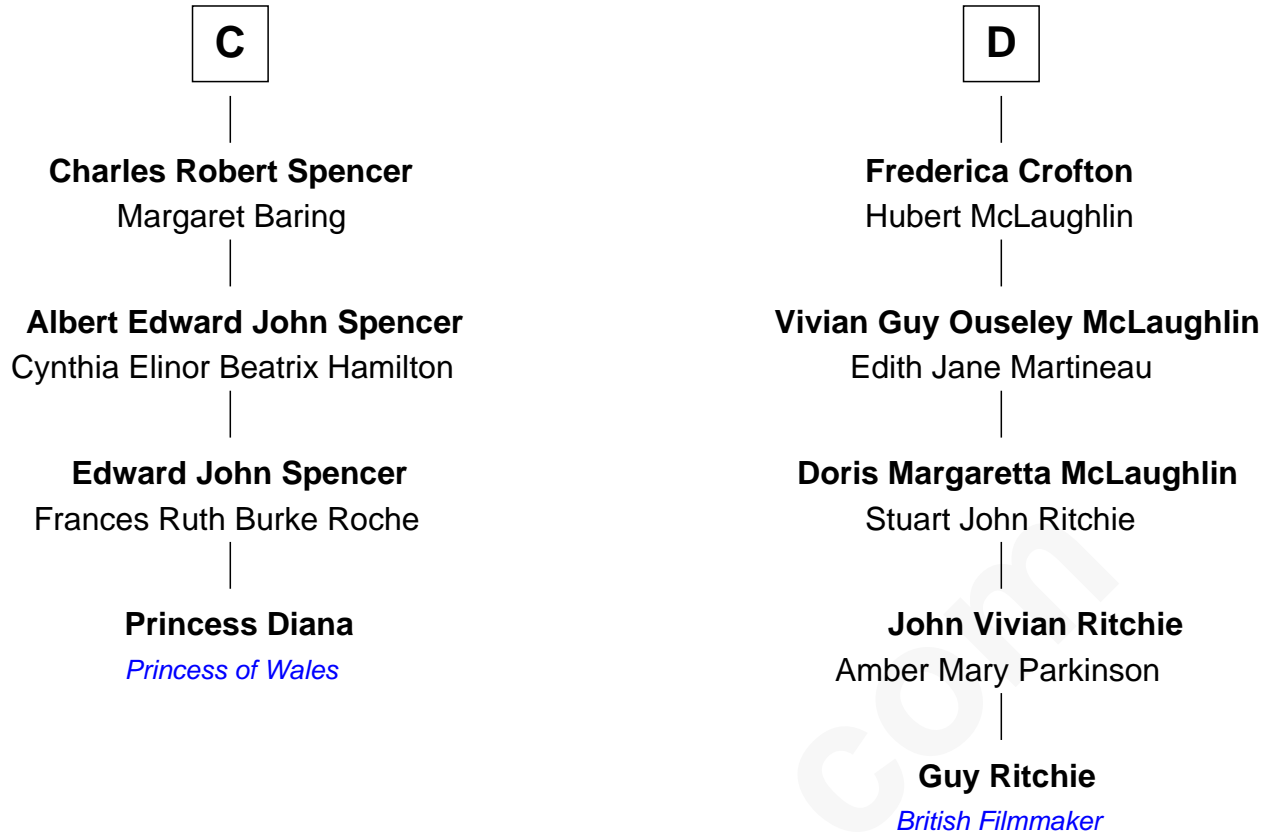 C
Charles Robert Spencer
Margaret Baring
Albert Edward John Spencer
Cynthia Elinor Beatrix Hamilton
Edward John Spencer
Frances Ruth Burke Roche
Princess Diana
Princess of Wales
D
Frederica Crofton
Hubert McLaughlin
Vivian Guy Ouseley McLaughlin
Edith Jane Martineau
Doris Margaretta McLaughlin
Stuart John Ritchie
John Vivian Ritchie
Amber Mary Parkinson
Guy Ritchie
British Filmmaker
com